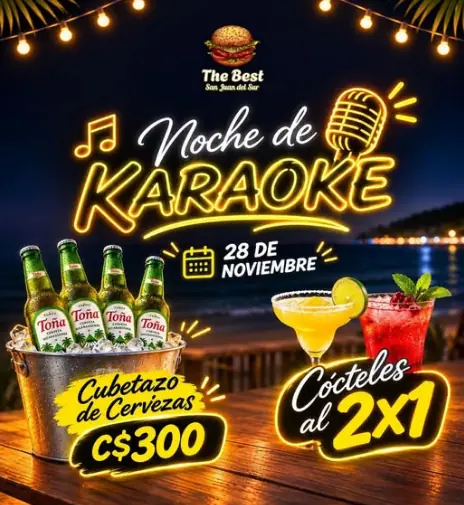 The Best
San Juan del Sur
Noche de
KARAOKE
28 DE
NOVIEMBRE
Toña
Toña
Toña
Toña
Cubetazo
de Cervezas
C$300
Cócteles
al 2x1